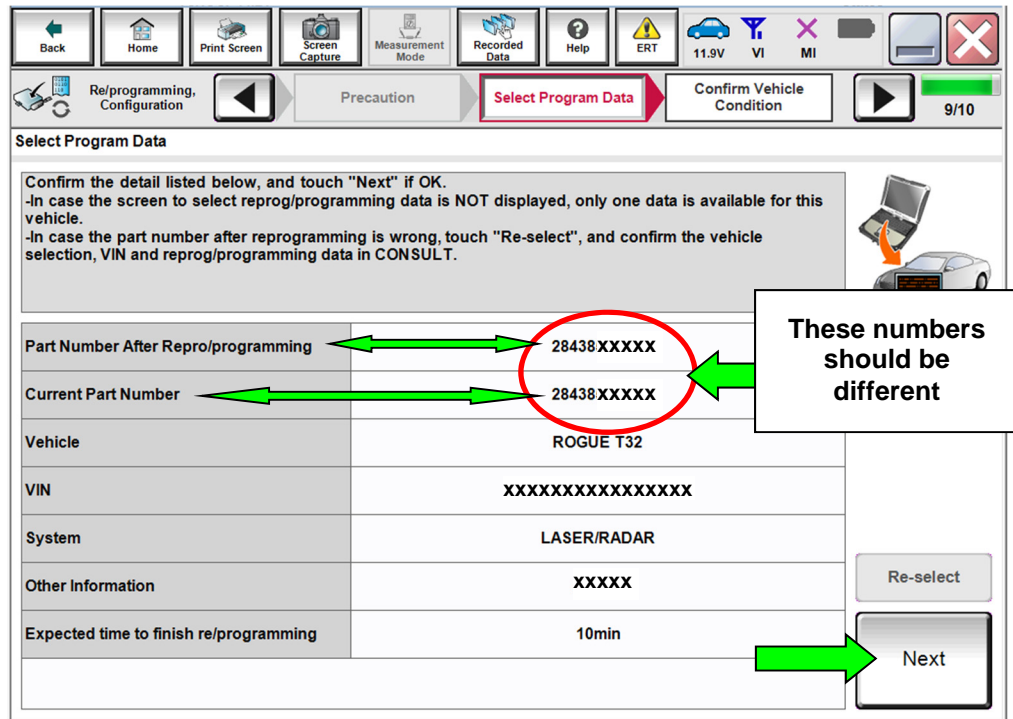 Back
Home
Print Screen
Screen
Capture
Measurement
Mode
Recorded
Data
Help
ERT
11.9V
VI
MI
Re/programming,
Configuration
Precaution
Select Program Data
Confirm Vehicle
Condition
9/10
Select Program Data
Confirm the detail listed below, and touch "Next" if OK.
-In case the screen to select reprog/programming data is NOT displayed, only one data is available for this
vehicle.
-In case the part number after reprogramming is wrong, touch "Re-select", and confirm the vehicle
selection, VIN and reprog/programming data in CONSULT.
These numbers
should be
different
Part Number After Repro/programming 28438 XXXXX
Current Part Number 28438 XXXXX
Vehicle ROGUE T32
VIN XXXXXXXXXXXXXXXX
System LASER/RADAR
Other Information XXXXX
Expected time to finish re/programming 10min
Re-select
Next